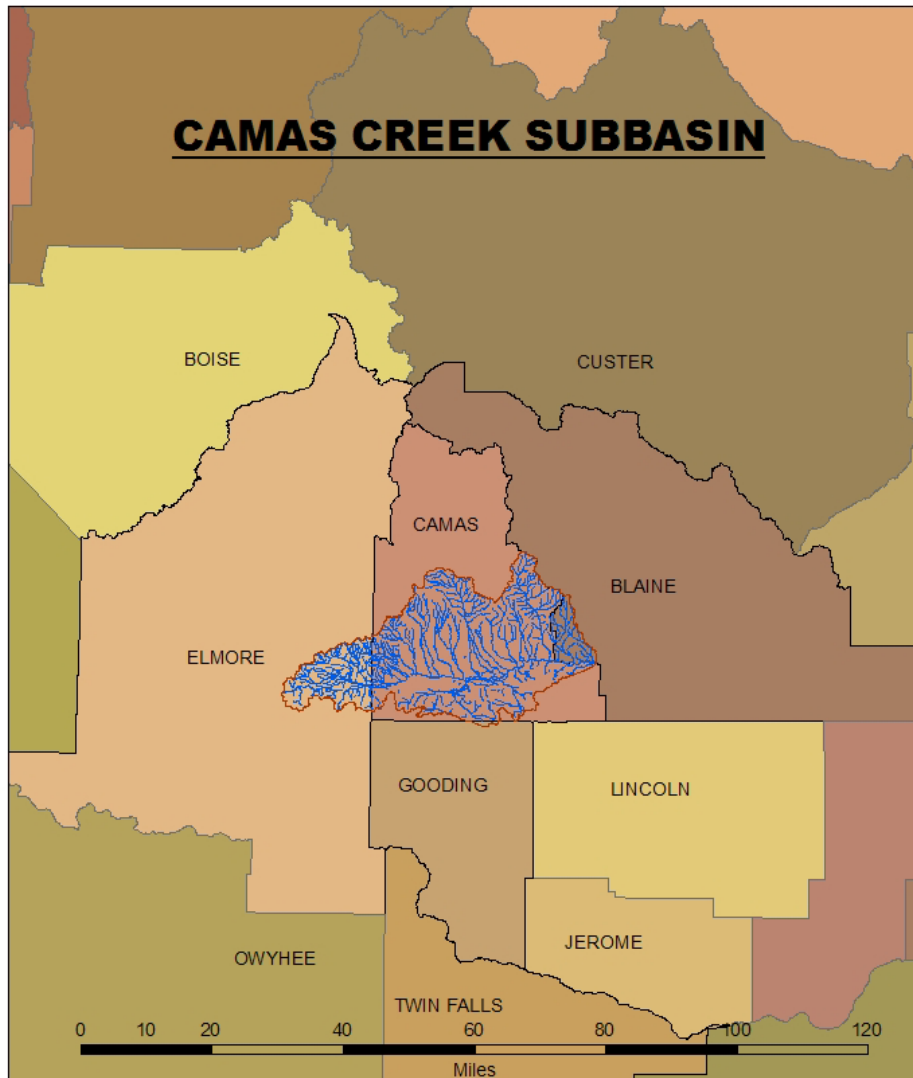 CAMAS CREEK SUBBASIN
BOISE
CUSTER
CAMAS
BLAINE
ELMORE
GOODING
LINCOLN
JEROME
OWYHEE
TWIN FALLS
0 10 20 40 60 80 100 120
Miles